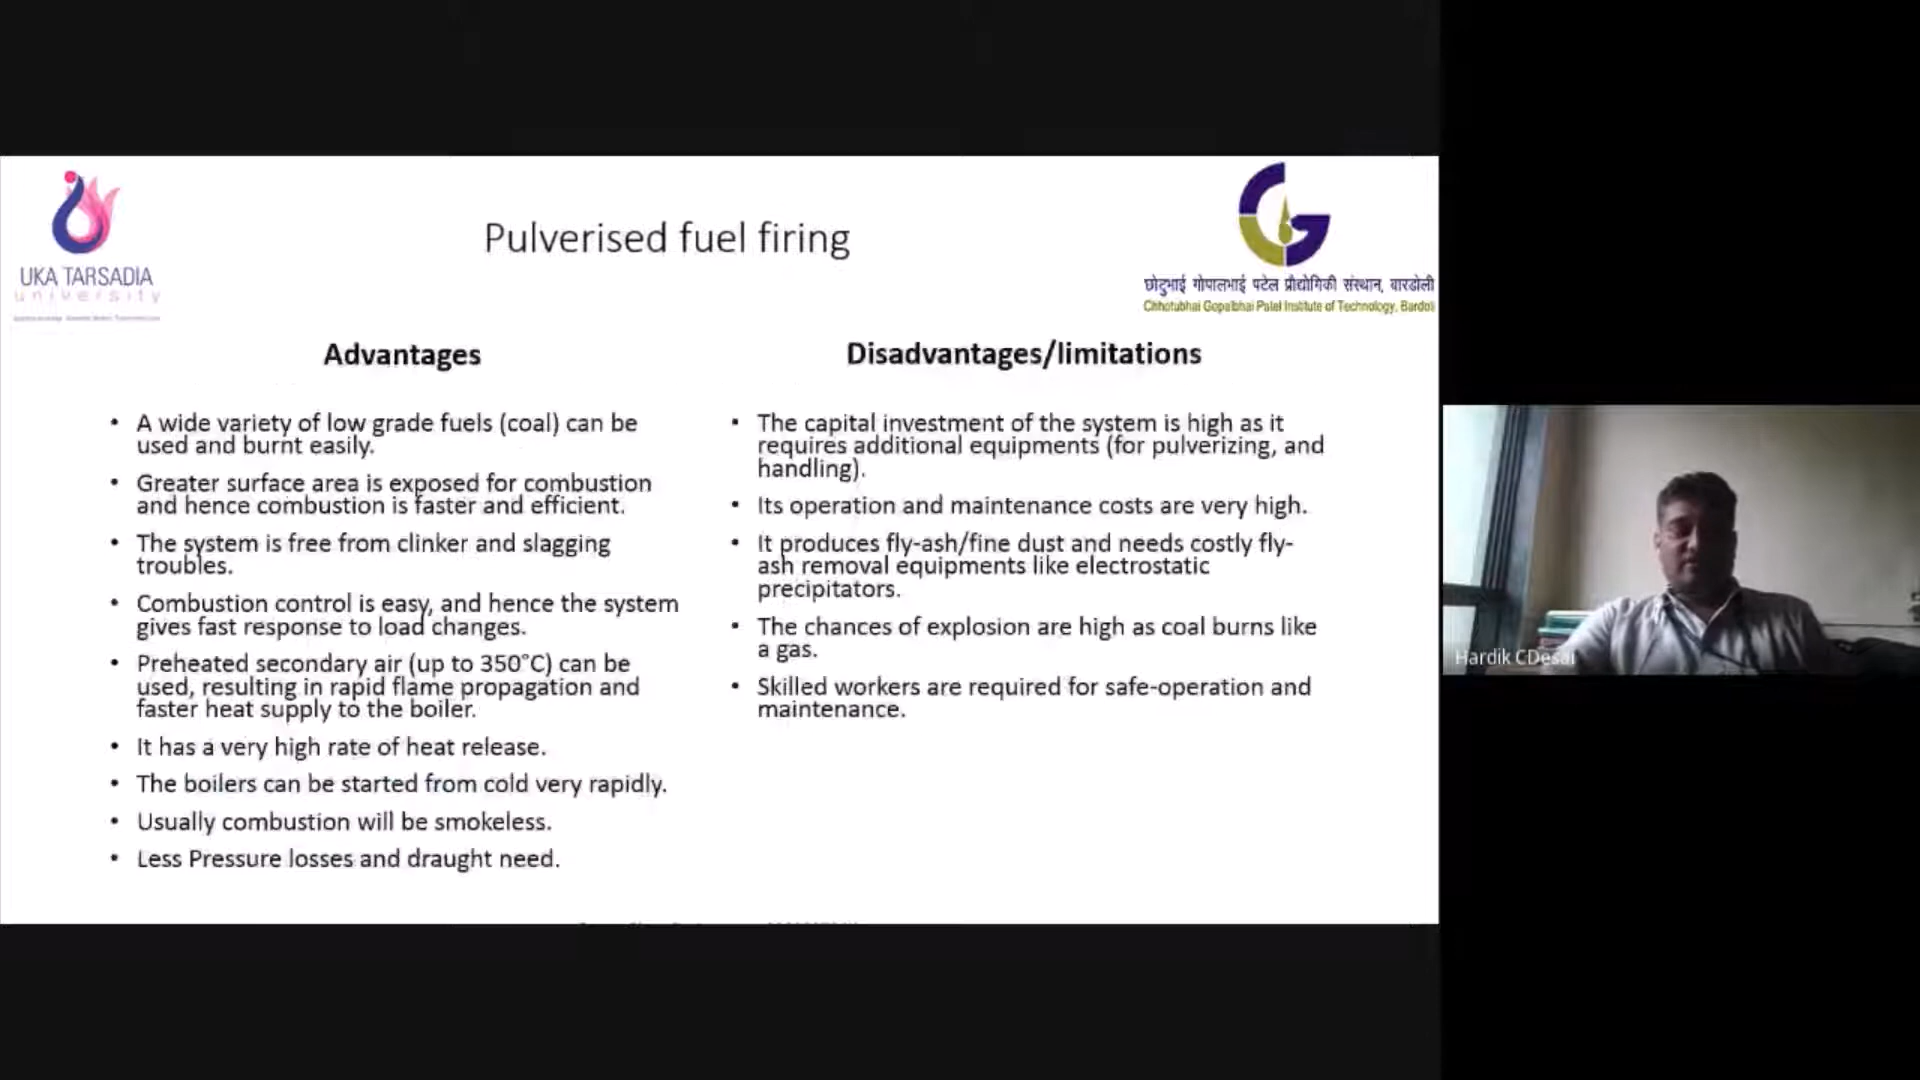 UKA TARSADIA
university
Pulverised fuel firing
छोटुभाई गोपालभाई पटेल प्रौद्योगिकी संस्थान, बारडोली
Chhotubhai Gopalbhai Patel Institute of Technology, Bardoli
Advantages
• A wide variety of low grade fuels (coal) can be
used and burnt easily.
• Greater surface area is exposed for combustion
and hence combustion is faster and efficient.
• The system is free from clinker and slagging
troubles.
• Combustion control is easy, and hence the system
gives fast response to load changes.
• Preheated secondary air (up to 350°C) can be
used, resulting in rapid flame propagation and
faster heat supply to the boiler.
• It has a very high rate of heat release.
• The boilers can be started from cold very rapidly.
• Usually combustion will be smokeless.
• Less Pressure losses and draught need.
Disadvantages/limitations
• The capital investment of the system is high as it
requires additional equipments (for pulverizing, and
handling).
• Its operation and maintenance costs are very high.
• It produces fly-ash/fine dust and needs costly fly-
ash removal equipments like electrostatic
precipitators.
• The chances of explosion are high as coal burns like
a gas.
• Skilled workers are required for safe-operation and
maintenance.
Hardik CDesai